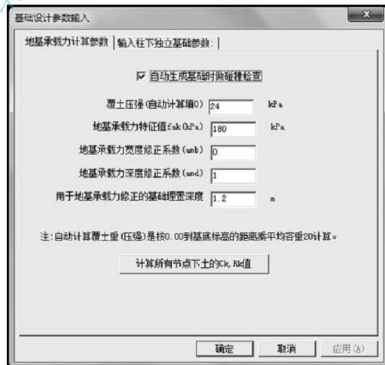 基础设计参数输入
地基承载力计算参数 输入柱下独立基础参数:
自动生成基础时做碰撞检查
覆土压强(自动计算填0) 24 kPa
地基承载力特征值fak(kPa) 180 kPa
地基承载力宽度修正系数(amb) 0
地基承载力深度修正系数(amd) 1
用于地基承载力修正的基础埋置深度 1.2 m
注:自动计算覆土重(压强)是按0.00到基底标高的距离乘平均容重20计算。
计算所有节点下土的Ck,Rk值
确定 取消 应用(A)